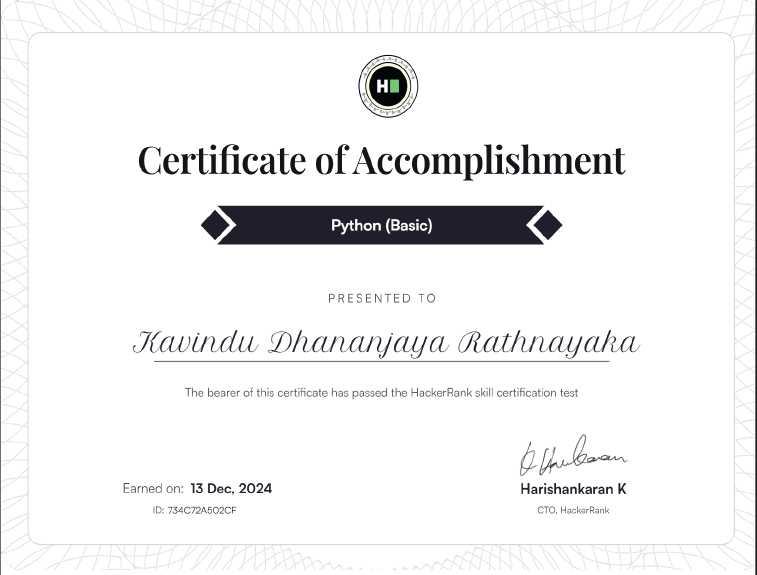 H
Certificate of Accomplishment
Python (Basic)
PRESENTED TO
Kavindu Dhananjaya Rathnayaka
The bearer of this certificate has passed the HackerRank skill certification test
Earned on: 13 Dec, 2024
ID: 734C72A502CF
Harishankaran K
CTO, HackerRank